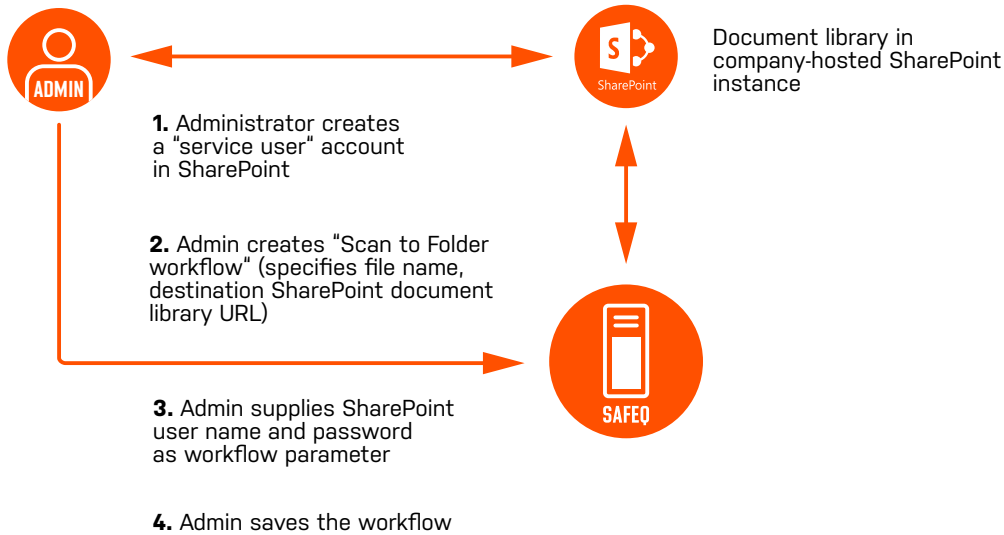 ADMIN
S
SharePoint
Document library in
company-hosted SharePoint
instance
1. Administrator creates
a "service user" account
in SharePoint
2. Admin creates "Scan to Folder
workflow" (specifies file name,
destination SharePoint document
library URL)
SAFEQ
3. Admin supplies SharePoint
user name and password
as workflow parameter
4. Admin saves the workflow